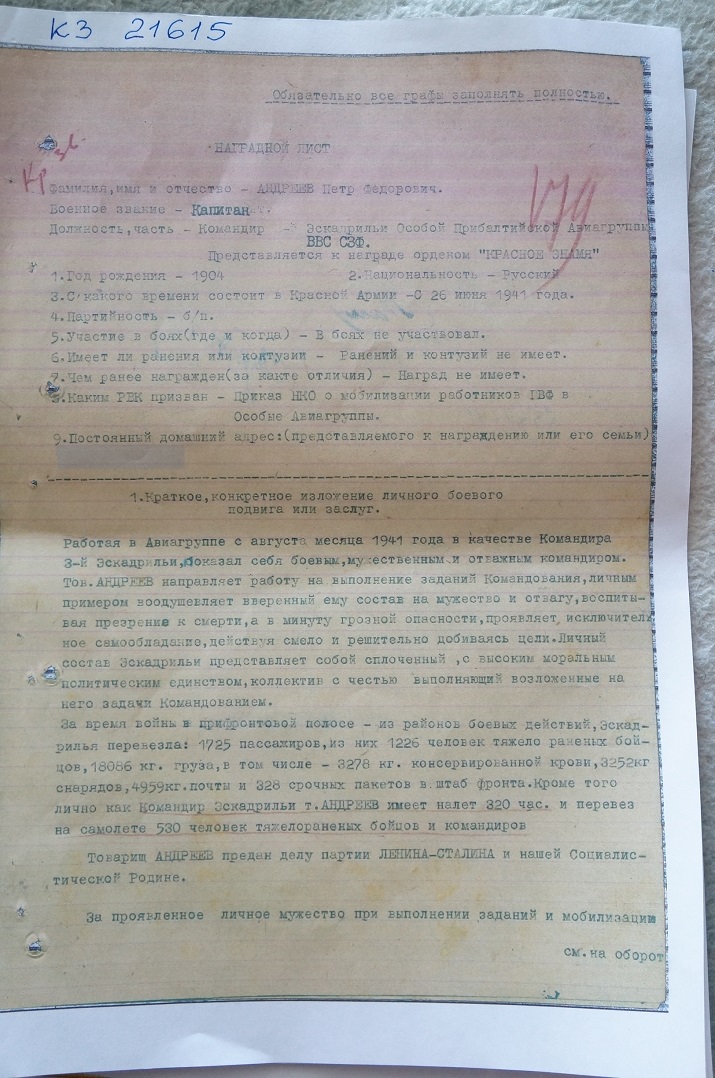 КЗ 21615
Обязательно все графы заполнять полностью.
НАГРАДНОЙ ЛИСТ
Кр зв.
179
Фамилия,имя и отчество - АНДРЕЕВ Петр Федорович.
Военное звание - Капитан
Должность,часть - Командир - Эскадрильи Особой Прибалтийской Авиагруппы
ВВС СЗФ.
Представляется к награде орденом "КРАСНОЕ ЗНАМЯ"
1.Год рождения - 1904 2.Национальность - Русский
3.С какого времени состоит в Красной Армии -С 26 июня 1941 года.
4.Партийность - б/п.
5.Участие в боях(где и когда) - В боях не участвовал.
6.Имеет ли ранения или контузии - Ранений и контузий не имеет.
7.Чем ранее награжден(за какте отличия) - Наград не имеет.
8.Каким РВК призван - Приказ НКО о мобилизации работников ГВФ в
Особые Авиагруппы.
9.Постоянный домашний адрес:(представляемого к награждению или его семьи)
1.Краткое,конкретное изложение личного боевого
подвига или заслуг.
Работая в Авиагруппе с августа месяца 1941 года в качестве Командира
3-й Эскадрильи,показал себя боевым,мужественным и отважным командиром.
Тов.АНДРЕЕВ направляет работу на выполнение заданий Командования,личным
примером воодушевляет вверенный ему состав на мужество и отвагу,воспиты-
вая презрение к смерти,а в минуту грозной опасности,проявляет исключитель
ное самообладание,действуя смело и решительно добиваясь цели.Личный
состав Эскадрильи представляет собой сплоченный ,с высоким моральным
политическим единством,коллектив с честью выполняющий возложенные на
него задачи Командованием.
За время войны в прифронтовой полосе - из районов боевых действий,Эскад-
рилья перевезла: 1725 пассажиров,из них 1226 человек тяжело раненых бой-
цов,18086 кг. груза,в том числе - 3278 кг. консервированной крови,3252кг
снарядов,4959кг.почты и 328 срочных пакетов в штаб фронта.Кроме того
лично как Командир Эскадрильи т.АНДРЕЕВ имеет налет 320 час. и перевез
на самолете 530 человек тяжелораненых бойцов и командиров
Товарищ АНДРЕЕВ предан делу партии ЛЕНИНА-СТАЛИНА и нашей Социалис-
тической Родине.
За проявленное личное мужество при выполнении заданий и мобилизацию
см.на оборот